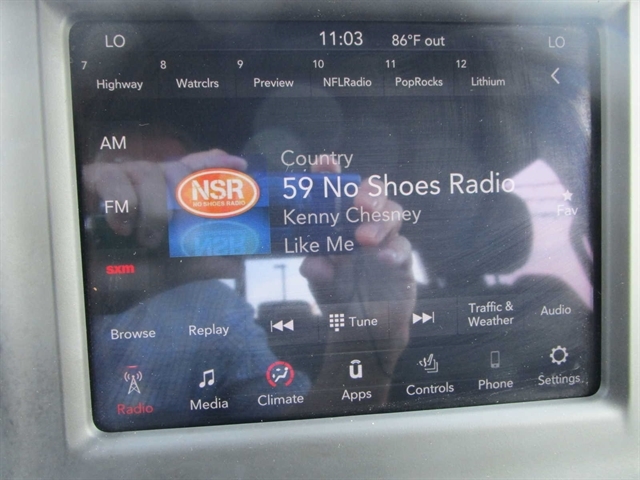 LO 11:03 86°F out LO
7 Highway 8 Watrclrs 9 Preview 10 NFLRadio 11 PopRocks 12 Lithium
AM
Country
59 No Shoes Radio
NSR
NO SHOES RADIO
FM
Kenny Chesney
Fav
Like Me
sxm
Browse Replay Tune Traffic & Weather Audio
Radio Media Climate Apps Controls Phone Settings